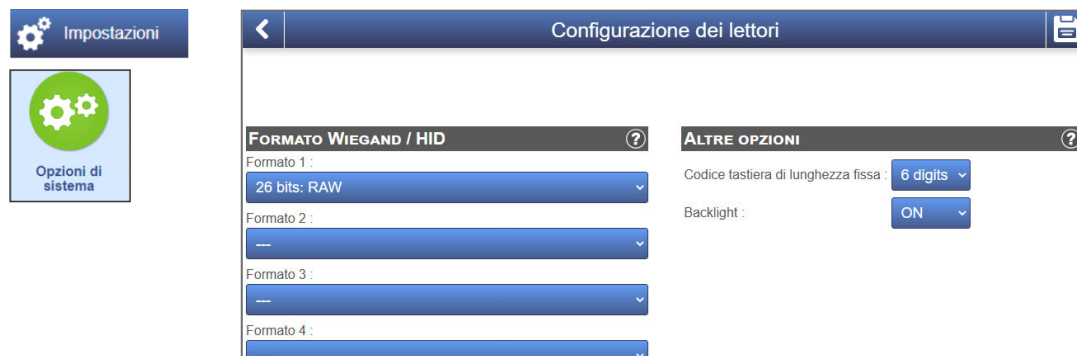 Impostazioni
Opzioni di
sistema
Configurazione dei lettori
FORMATO WIEGAND / HID ?
Formato 1 :
26 bits: RAW
Formato 2 :
---
Formato 3 :
---
Formato 4 :
ALTRE OPZIONI ?
Codice tastiera di lunghezza fissa : 6 digits
Backlight : ON